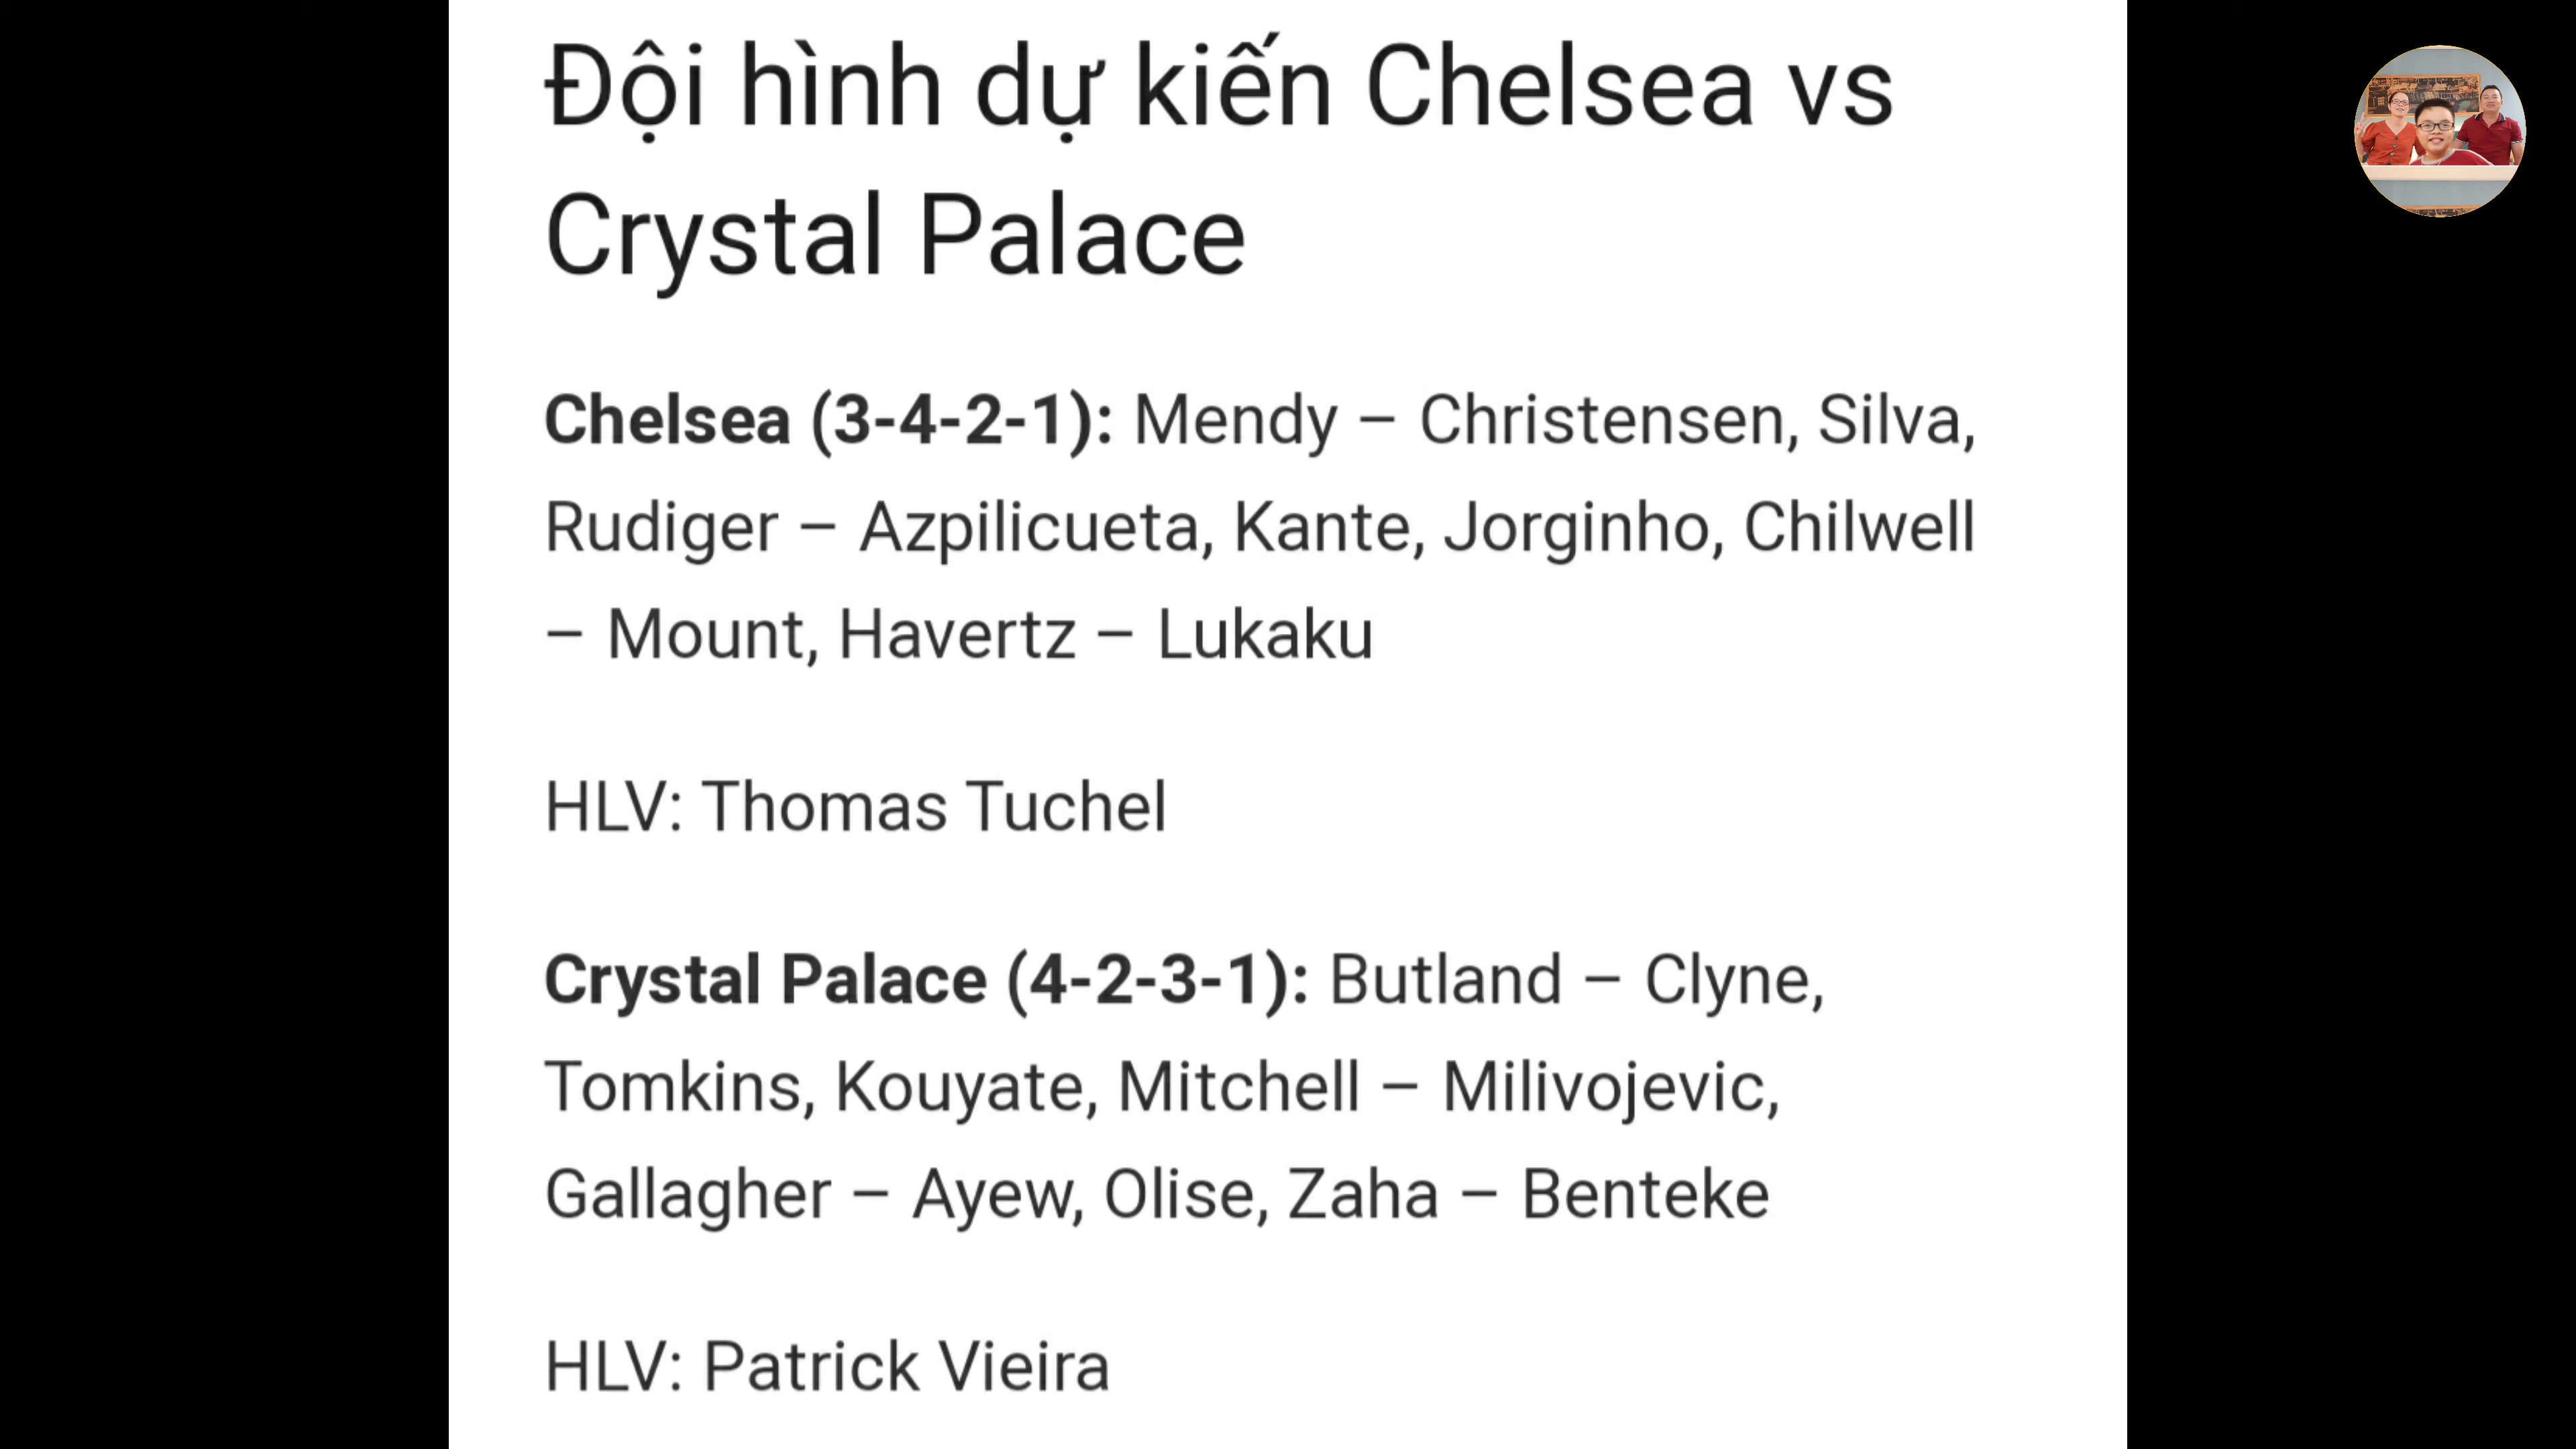 Đội hình dự kiến Chelsea vs
Crystal Palace
Chelsea (3-4-2-1): Mendy – Christensen, Silva,
Rudiger – Azpilicueta, Kante, Jorginho, Chilwell
– Mount, Havertz – Lukaku
HLV: Thomas Tuchel
Crystal Palace (4-2-3-1): Butland – Clyne,
Tomkins, Kouyate, Mitchell – Milivojevic,
Gallagher – Ayew, Olise, Zaha – Benteke
HLV: Patrick Vieira